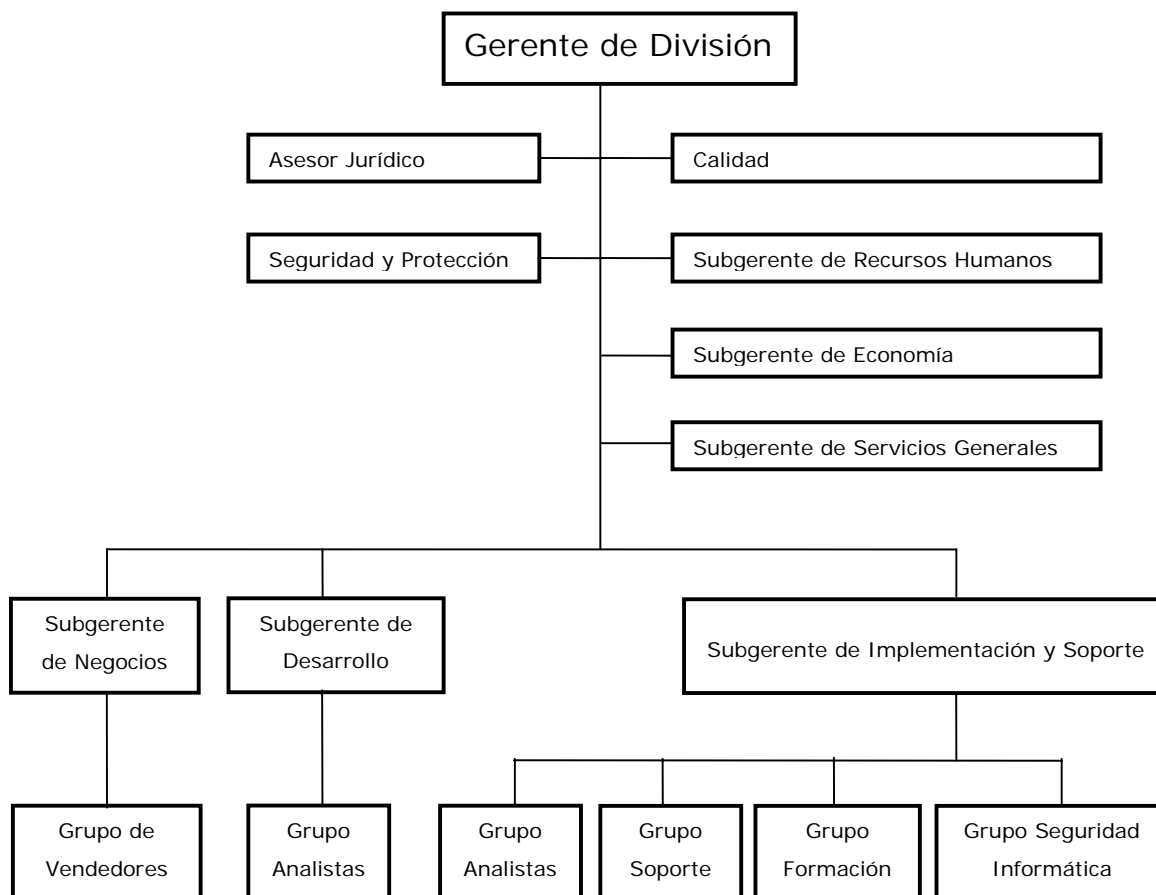 Gerente de División
Asesor Jurídico
Calidad
Seguridad y Protección
Subgerente de Recursos Humanos
Subgerente de Economía
Subgerente de Servicios Generales
Subgerente
de Negocios
Subgerente de
Desarrollo
Subgerente de Implementación y Soporte
Grupo de
Vendedores
Grupo
Analistas
Grupo
Analistas
Grupo
Soporte
Grupo
Formación
Grupo Seguridad
Informática